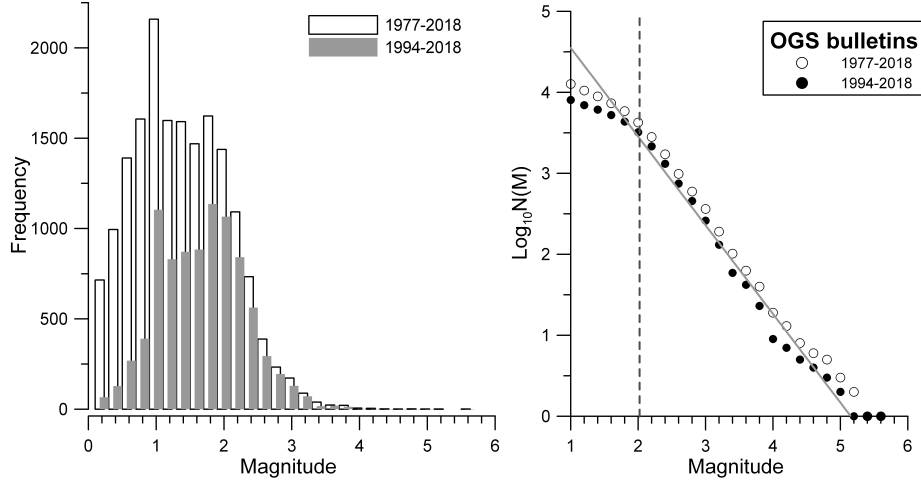 1977-2018
1994-2018
2000
1500
1000
500
0
Frequency
0 1 2 3 4 5 6
Magnitude
OGS bulletins
1977-2018
1994-2018
5
4
3
2
1
0
Log10N(M)
1 2 3 4 5 6
Magnitude